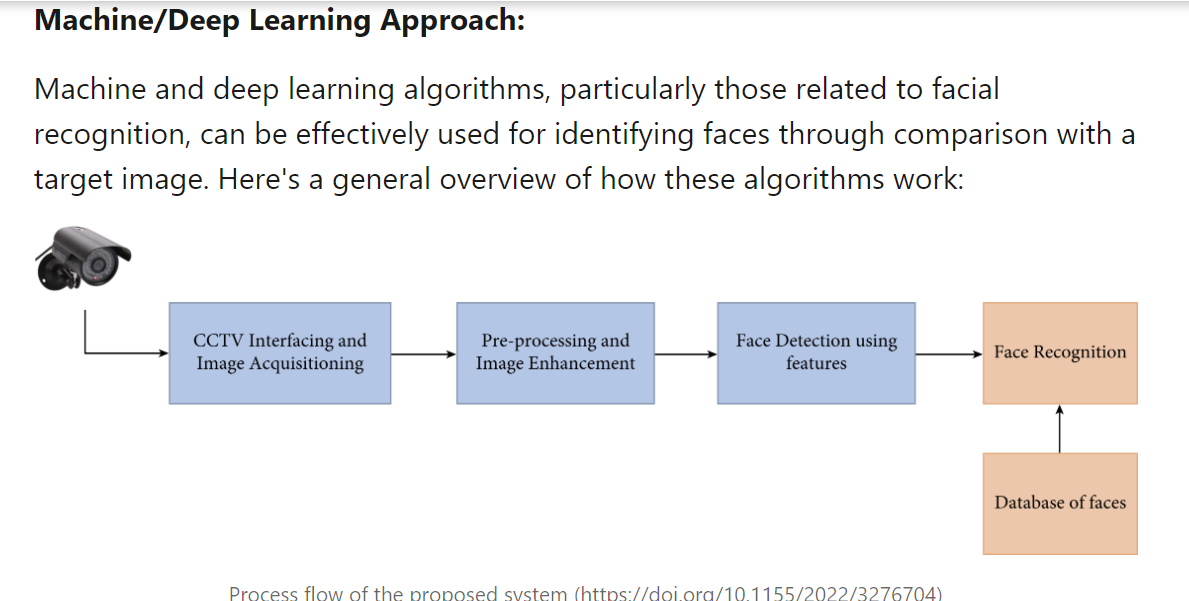 Machine/Deep Learning Approach:
Machine and deep learning algorithms, particularly those related to facial
recognition, can be effectively used for identifying faces through comparison with a
target image. Here's a general overview of how these algorithms work:
CCTV Interfacing and
Image Acquisitioning
Pre-processing and
Image Enhancement
Face Detection using
features
Face Recognition
Database of faces
Process flow of the proposed system (https://doi.org/10.1155/2022/3276704)